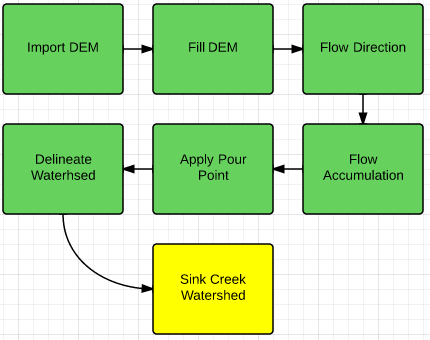 Import DEM
Fill DEM
Flow Direction
Delineate
Waterhsed
Apply Pour
Point
Flow
Accumulation
Sink Creek
Watershed